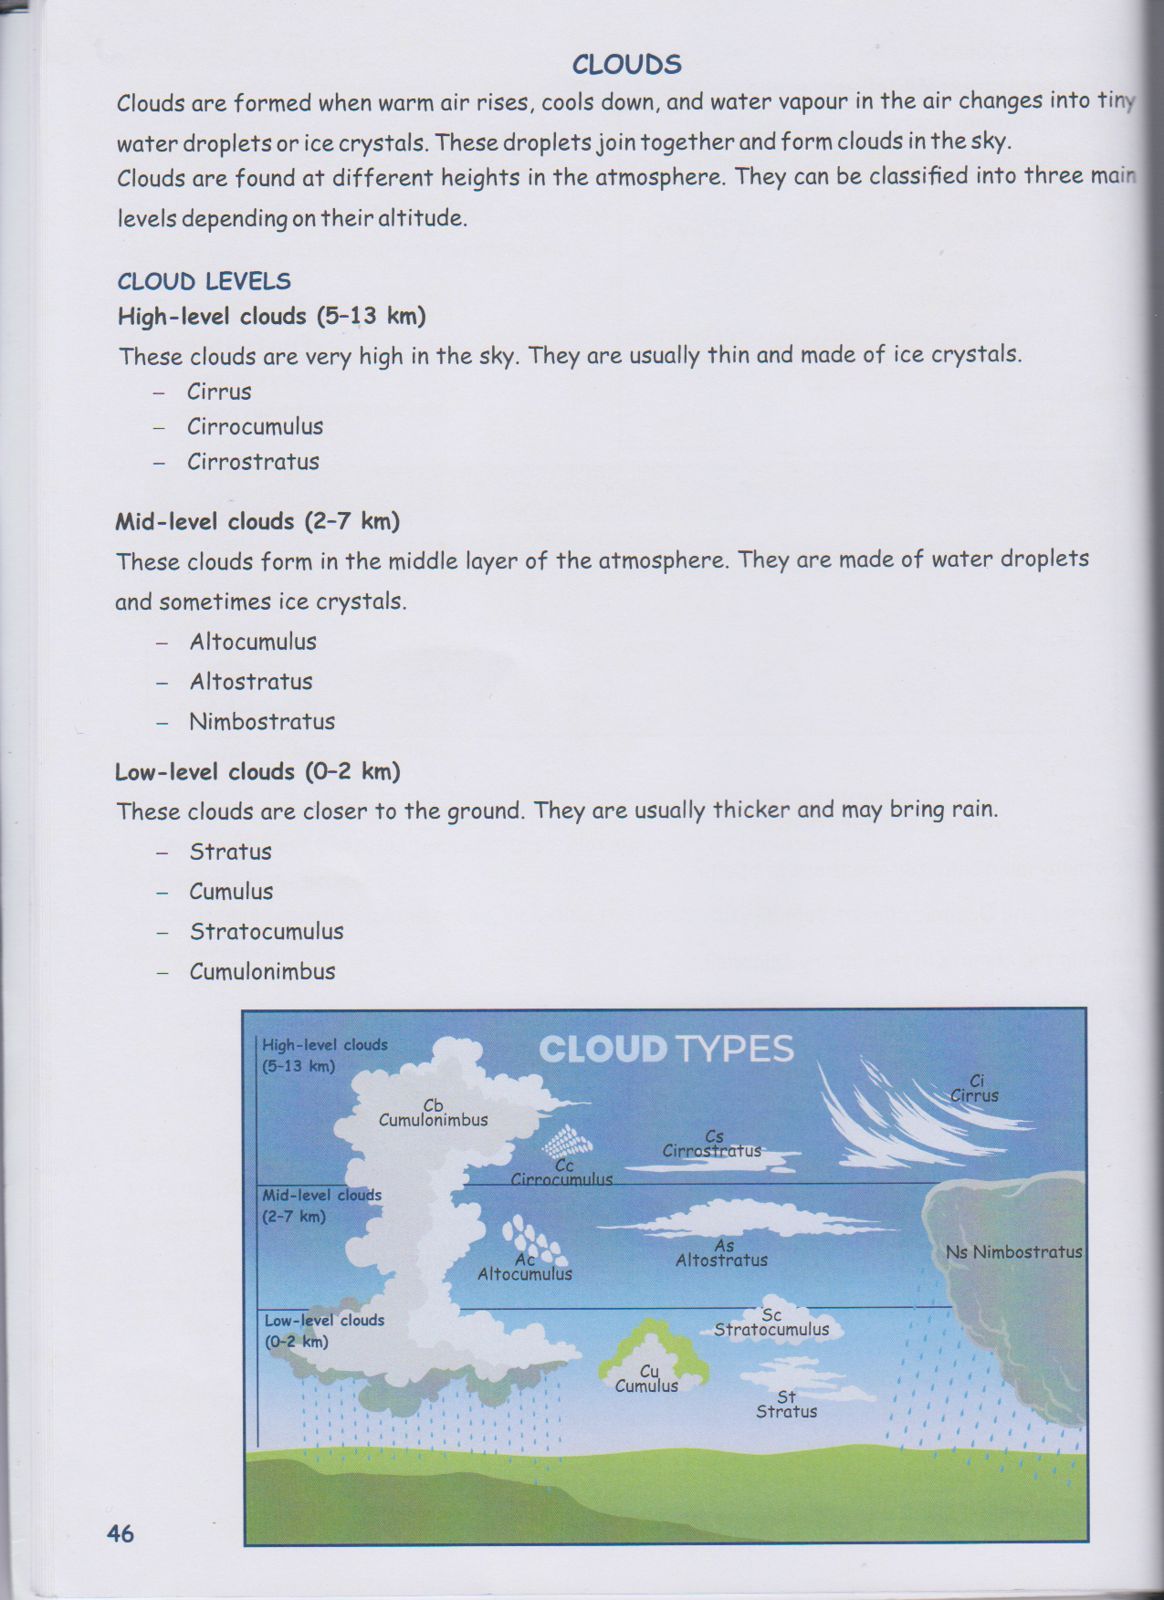 CLOUDS
Clouds are formed when warm air rises, cools down, and water vapour in the air changes into tiny
water droplets or ice crystals. These droplets join together and form clouds in the sky.
Clouds are found at different heights in the atmosphere. They can be classified into three main
levels depending on their altitude.
CLOUD LEVELS
High-level clouds (5-13 km)
These clouds are very high in the sky. They are usually thin and made of ice crystals.
- Cirrus
- Cirrocumulus
- Cirrostratus
Mid-level clouds (2-7 km)
These clouds form in the middle layer of the atmosphere. They are made of water droplets
and sometimes ice crystals.
- Altocumulus
- Altostratus
- Nimbostratus
Low-level clouds (0-2 km)
These clouds are closer to the ground. They are usually thicker and may bring rain.
- Stratus
- Cumulus
- Stratocumulus
- Cumulonimbus
CLOUD TYPES
High-level clouds
(5-13 km)
Cb
Cumulonimbus
Cc
Cirrocumulus
Cs
Cirrostratus
Ci
Cirrus
Mid-level clouds
(2-7 km)
Ac
Altocumulus
As
Altostratus
Ns Nimbostratus
Low-level clouds
(0-2 km)
Cu
Cumulus
Sc
Stratocumulus
St
Stratus
46